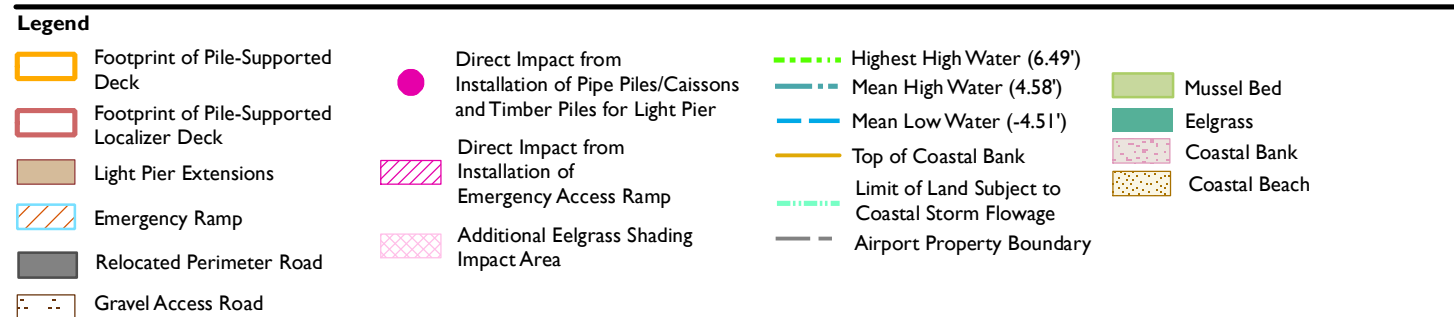 Legend
Footprint of Pile-Supported
Deck
Footprint of Pile-Supported
Localizer Deck
Light Pier Extensions
Emergency Ramp
Relocated Perimeter Road
Gravel Access Road
Direct Impact from
Installation of Pipe Piles/Caissons
and Timber Piles for Light Pier
Direct Impact from
Installation of
Emergency Access Ramp
Additional Eelgrass Shading
Impact Area
Highest High Water (6.49')
Mean High Water (4.58')
Mean Low Water (-4.51')
Top of Coastal Bank
Limit of Land Subject to
Coastal Storm Flowage
Airport Property Boundary
Mussel Bed
Eelgrass
Coastal Bank
Coastal Beach